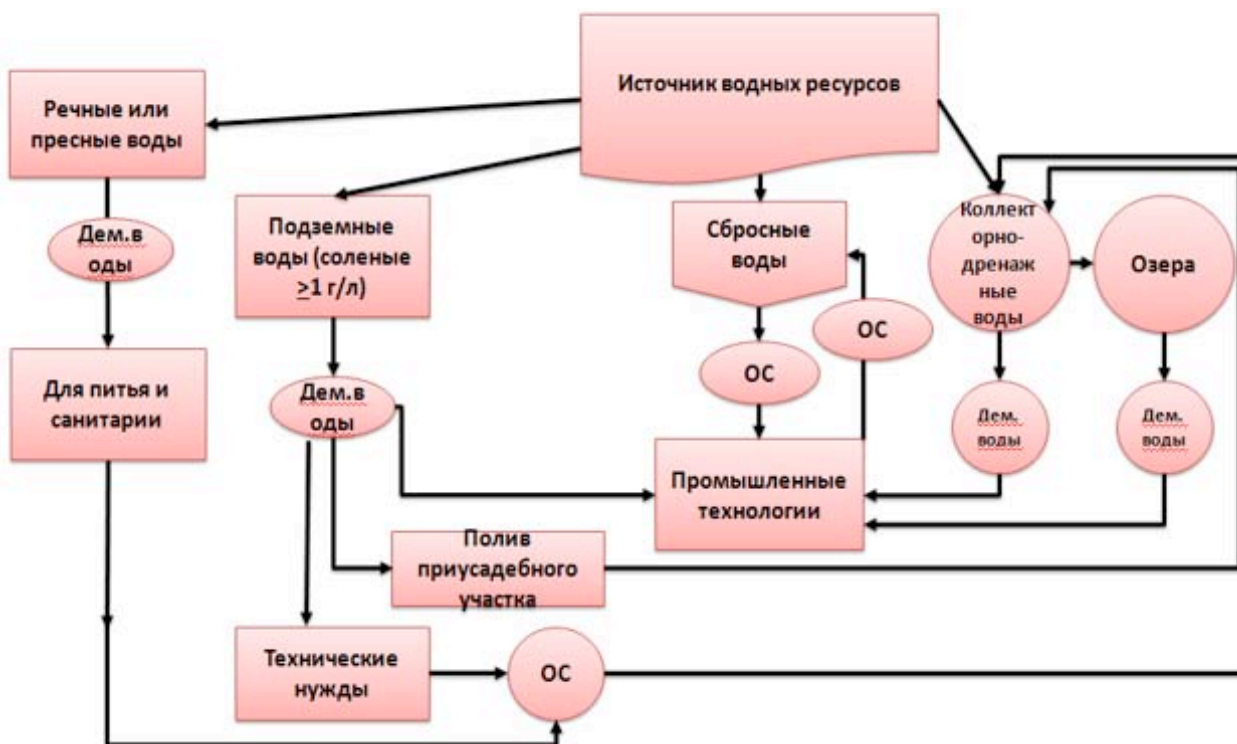 Источник водных ресурсов
Речные или
пресные воды
Дем.в
оды
Для питья и
санитарии
Подземные
воды (соленые
≥1 г/л)
Дем.в
оды
Сбросные
воды
ОС
ОС
Промышленные
технологии
Коллект
орно-
дренаж
ные
воды
Озера
Дем.
воды
Дем.
воды
Полив
приусадебного
участка
Технические
нужды
ОС